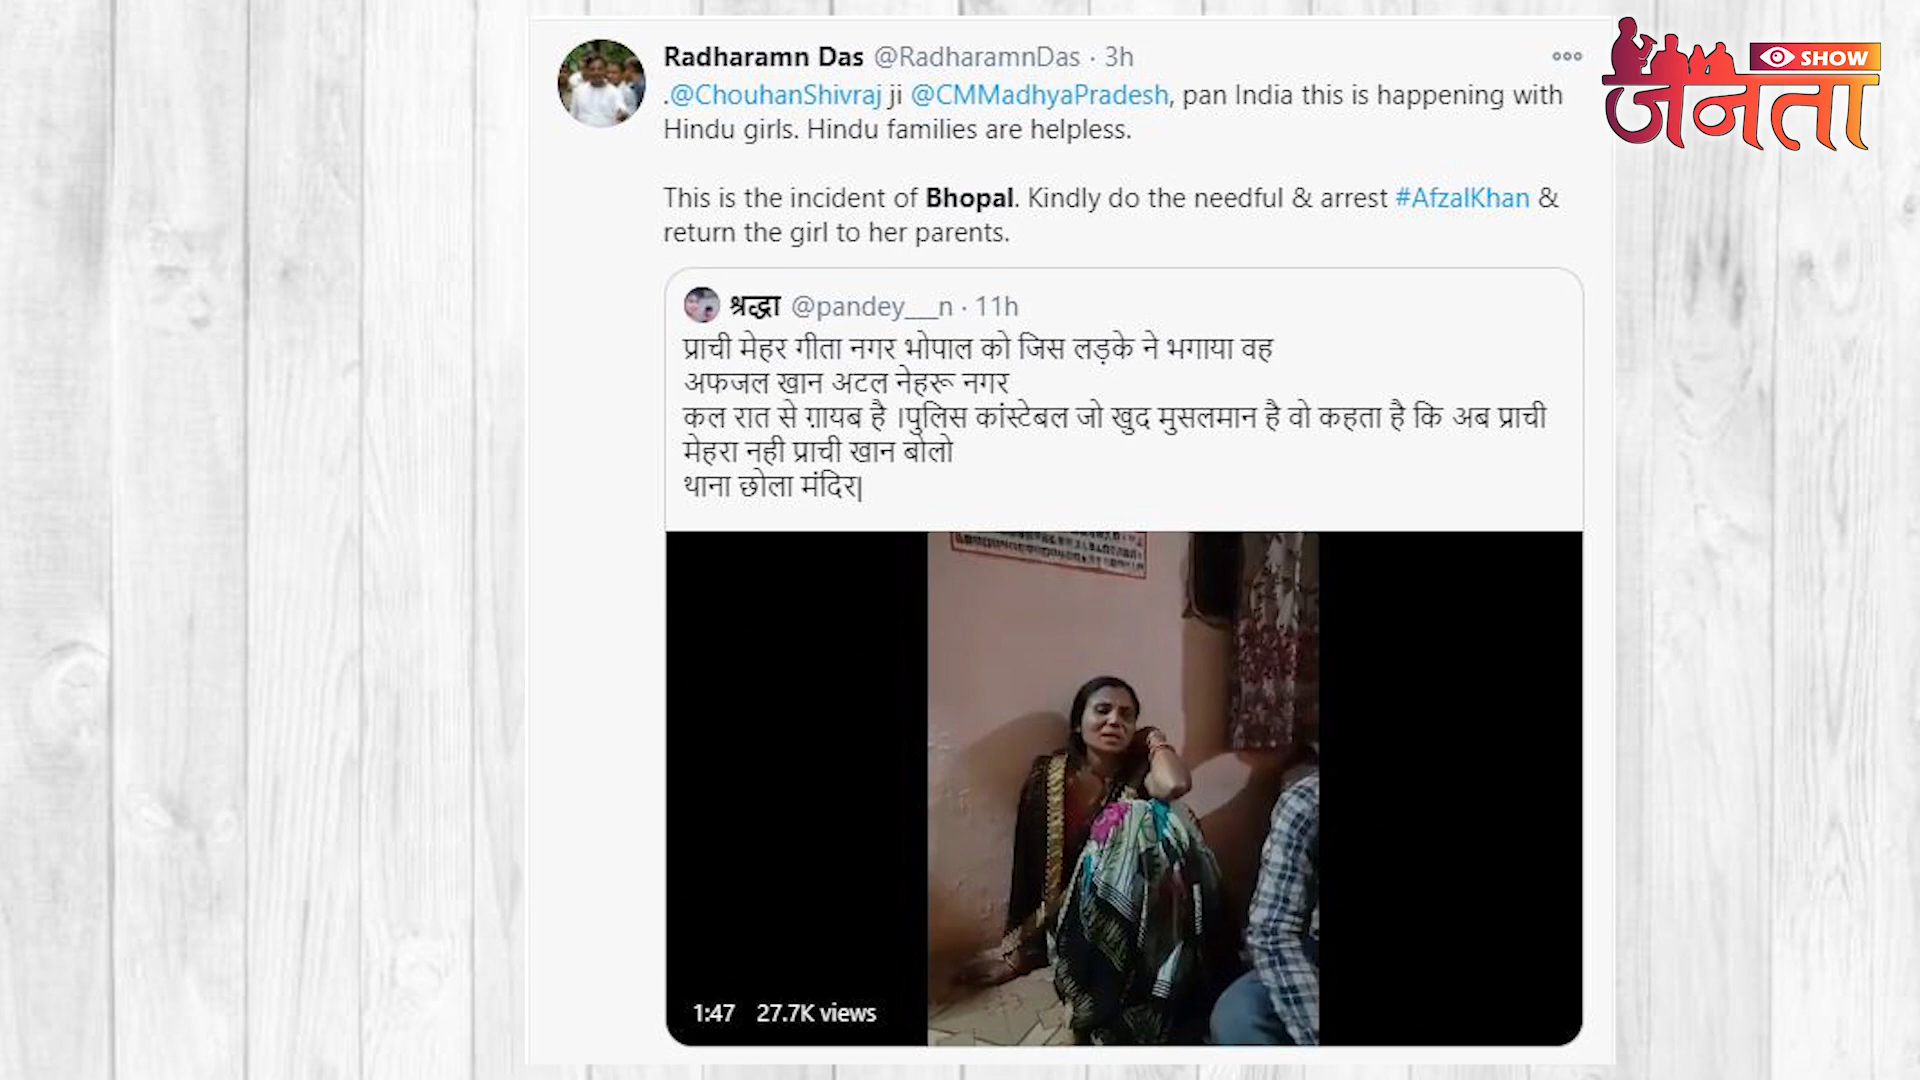 Radharamn Das @RadharamnDas · 3h
.@ChouhanShivraj ji @CMMadhyaPradesh, pan India this is happening with
Hindu girls. Hindu families are helpless.
This is the incident of Bhopal. Kindly do the needful & arrest #AfzalKhan &
return the girl to her parents.
श्रद्धा @pandey___n · 11h
प्राची मेहर गीता नगर भोपाल को जिस लड़के ने भगाया वह
अफजल खान अटल नेहरू नगर
कल रात से ग़ायब है ।पुलिस कांस्टेबल जो खुद मुसलमान है वो कहता है कि अब प्राची
मेहरा नही प्राची खान बोलो
थाना छोला मंदिर|
1:47 27.7K views
SHOW
जनता